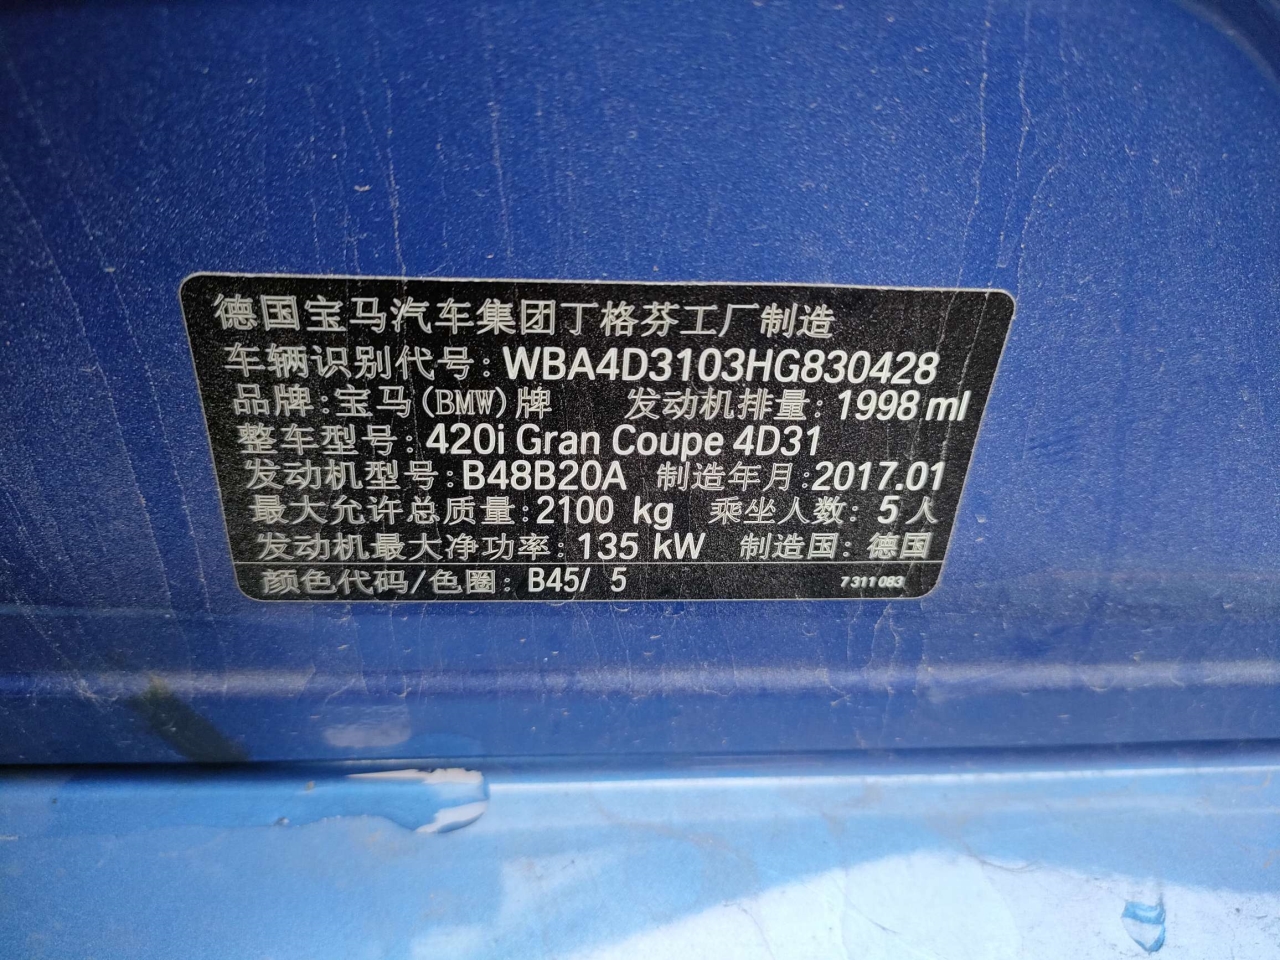 德国宝马汽车集团丁格芬工厂制造
车辆识别代号：WBA4D3103HG830428
品牌：宝马(BMW)牌 发动机排量：1998 ml
整车型号：420i Gran Coupe 4D31
发动机型号：B48B20A 制造年月：2017.01
最大允许总质量：2100 kg 乘坐人数：5 人
发动机最大净功率：135 kW 制造国：德国
颜色代码/色圈：B45/ 5 7 311 083